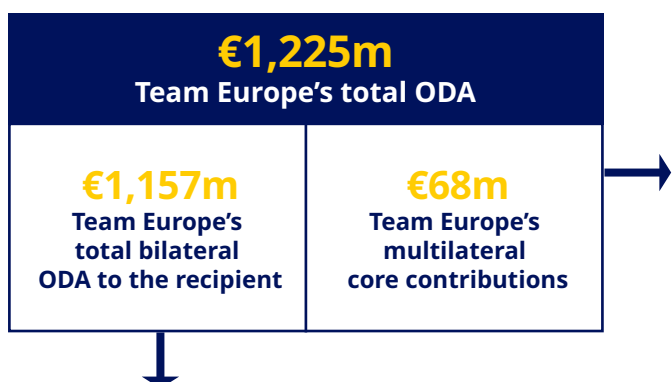 €1,225m
Team Europe’s total ODA
€1,157m
Team Europe’s
total bilateral
ODA to the recipient
€68m
Team Europe’s
multilateral
core contributions